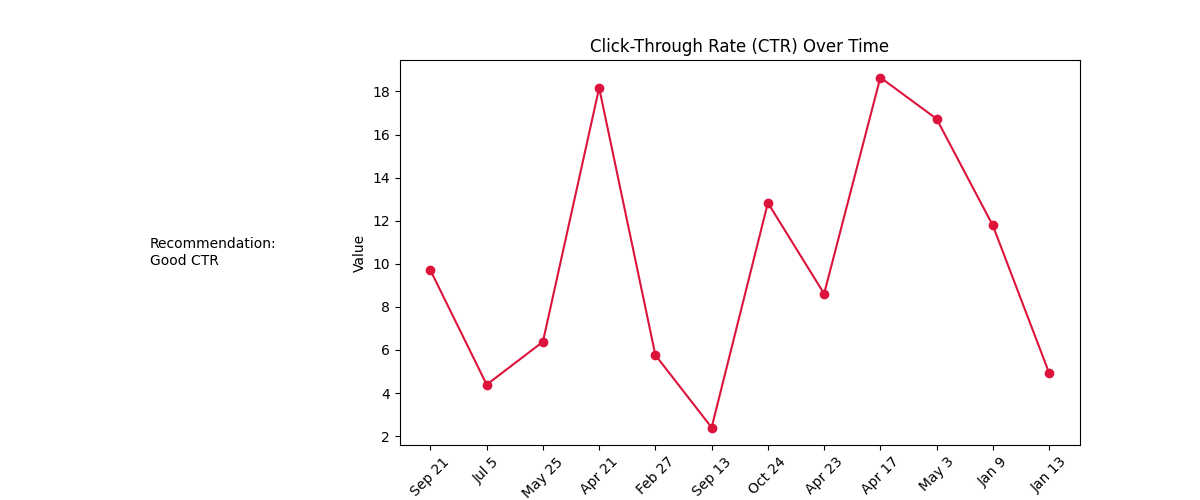 Click-Through Rate (CTR) Over Time
Recommendation:
Good CTR
Value
18
16
14
12
10
8
6
4
2
Sep 21
Jul 5
May 25
Apr 21
Feb 27
Sep 13
Oct 24
Apr 23
Apr 17
May 3
Jan 9
Jan 13